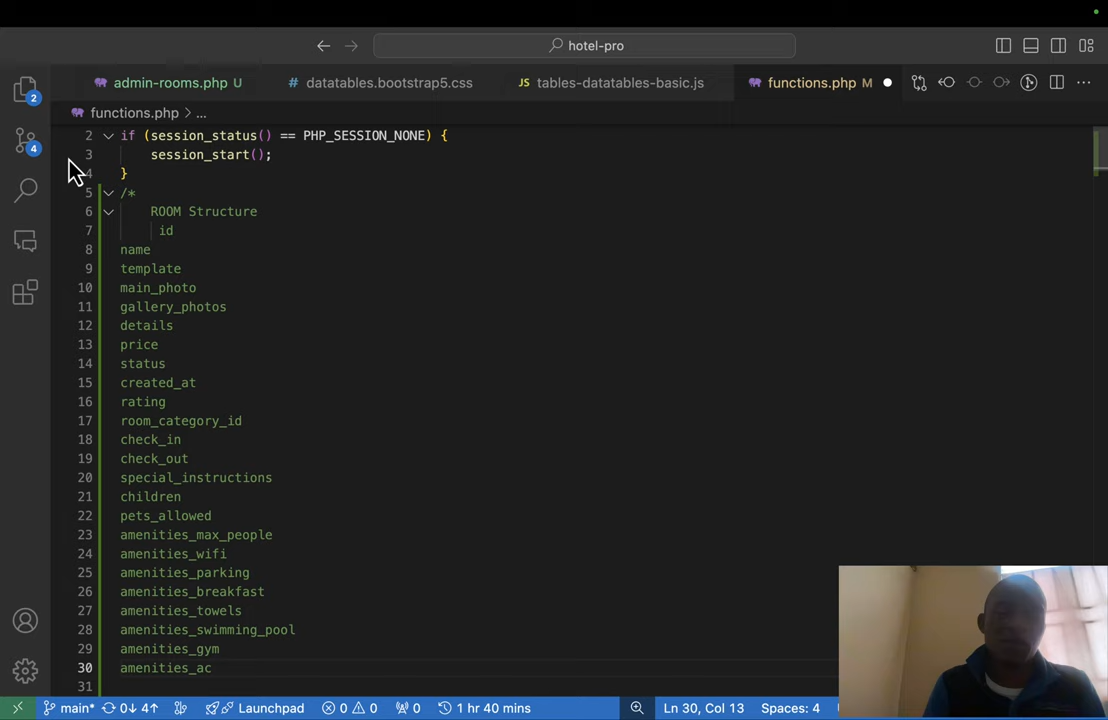 hotel-pro
admin-rooms.php U
datatables.bootstrap5.css
JS tables-datatables-basic.js
functions.php M
functions.php > ...
2 if (session_status() == PHP_SESSION_NONE) {
3 session_start();
4 }
5 /*
6 ROOM Structure
7 id
8 name
9 template
10 main_photo
11 gallery_photos
12 details
13 price
14 status
15 created_at
16 rating
17 room_category_id
18 check_in
19 check_out
20 special_instructions
21 children
22 pets_allowed
23 amenities_max_people
24 amenities_wifi
25 amenities_parking
26 amenities_breakfast
27 amenities_towels
28 amenities_swimming_pool
29 amenities_gym
30 amenities_ac
31
2
4
main* 0↓ 4↑ Launchpad 0 0 0 1 hr 40 mins Ln 30, Col 13 Spaces: 4